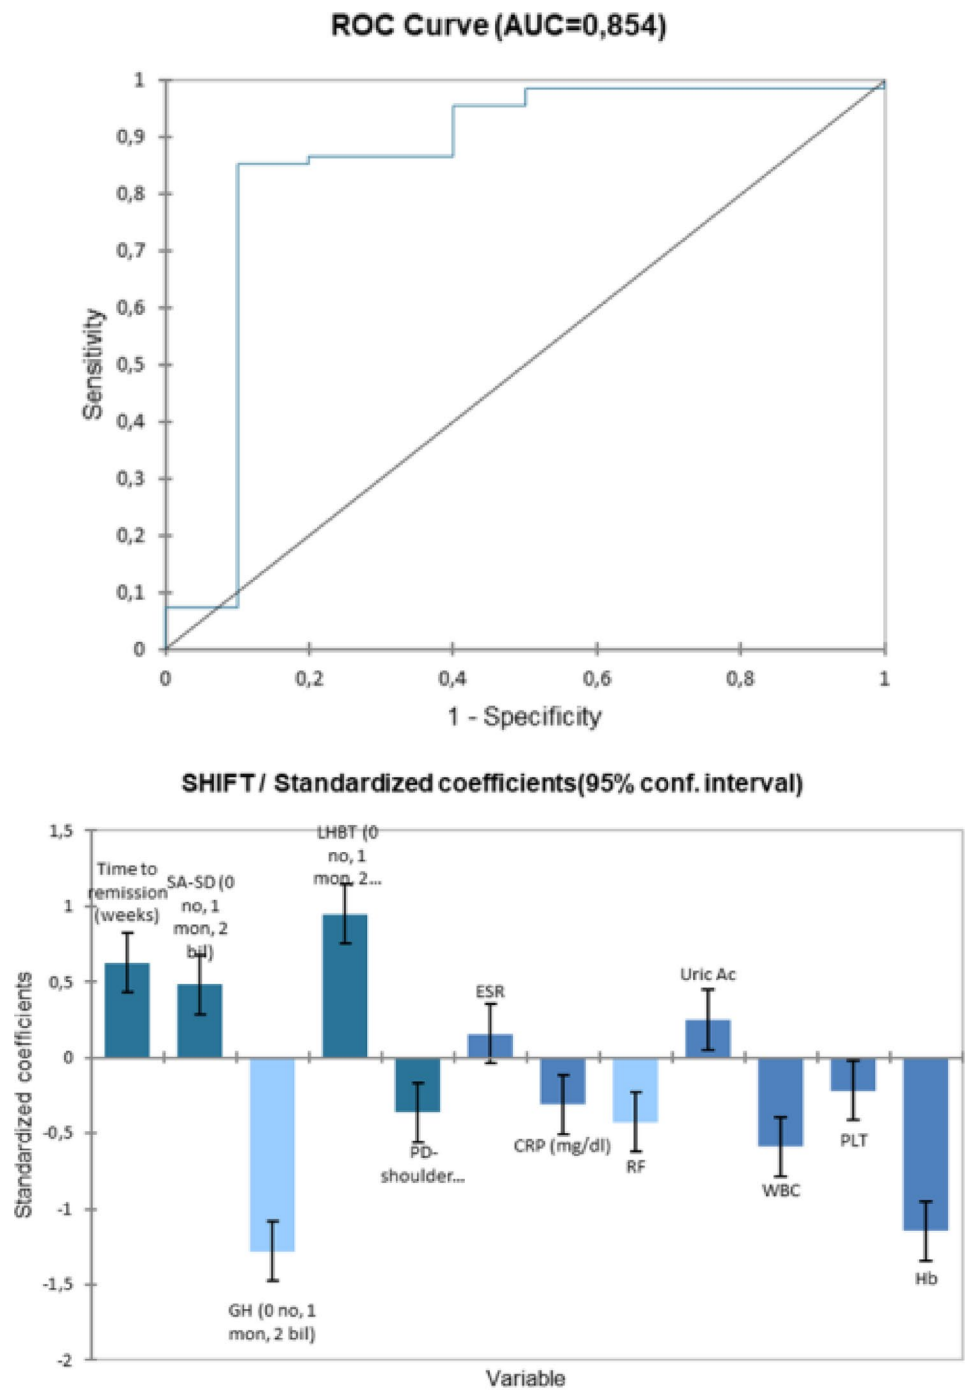 ROC Curve (AUC=0,854)
1
0,9
0,8
0,7
0,6
0,5
0,4
0,3
0,2
0,1
0
Sensitivity
0 0,2 0,4 0,6 0,8 1
1 - Specificity
SHIFT / Standardized coefficients(95% conf. interval)
1,5
1
0,5
0
-0,5
-1
-1,5
-2
Standardized coefficients
Time to
remission
(weeks)
SA-SD (0
no, 1
mon, 2
bil)
GH (0 no, 1
mon, 2 bil)
LHBT (0
no, 1
mon, 2...
PD-
shoulder...
ESR
CRP (mg/dl)
RF
Uric Ac
WBC
PLT
Hb
Variable